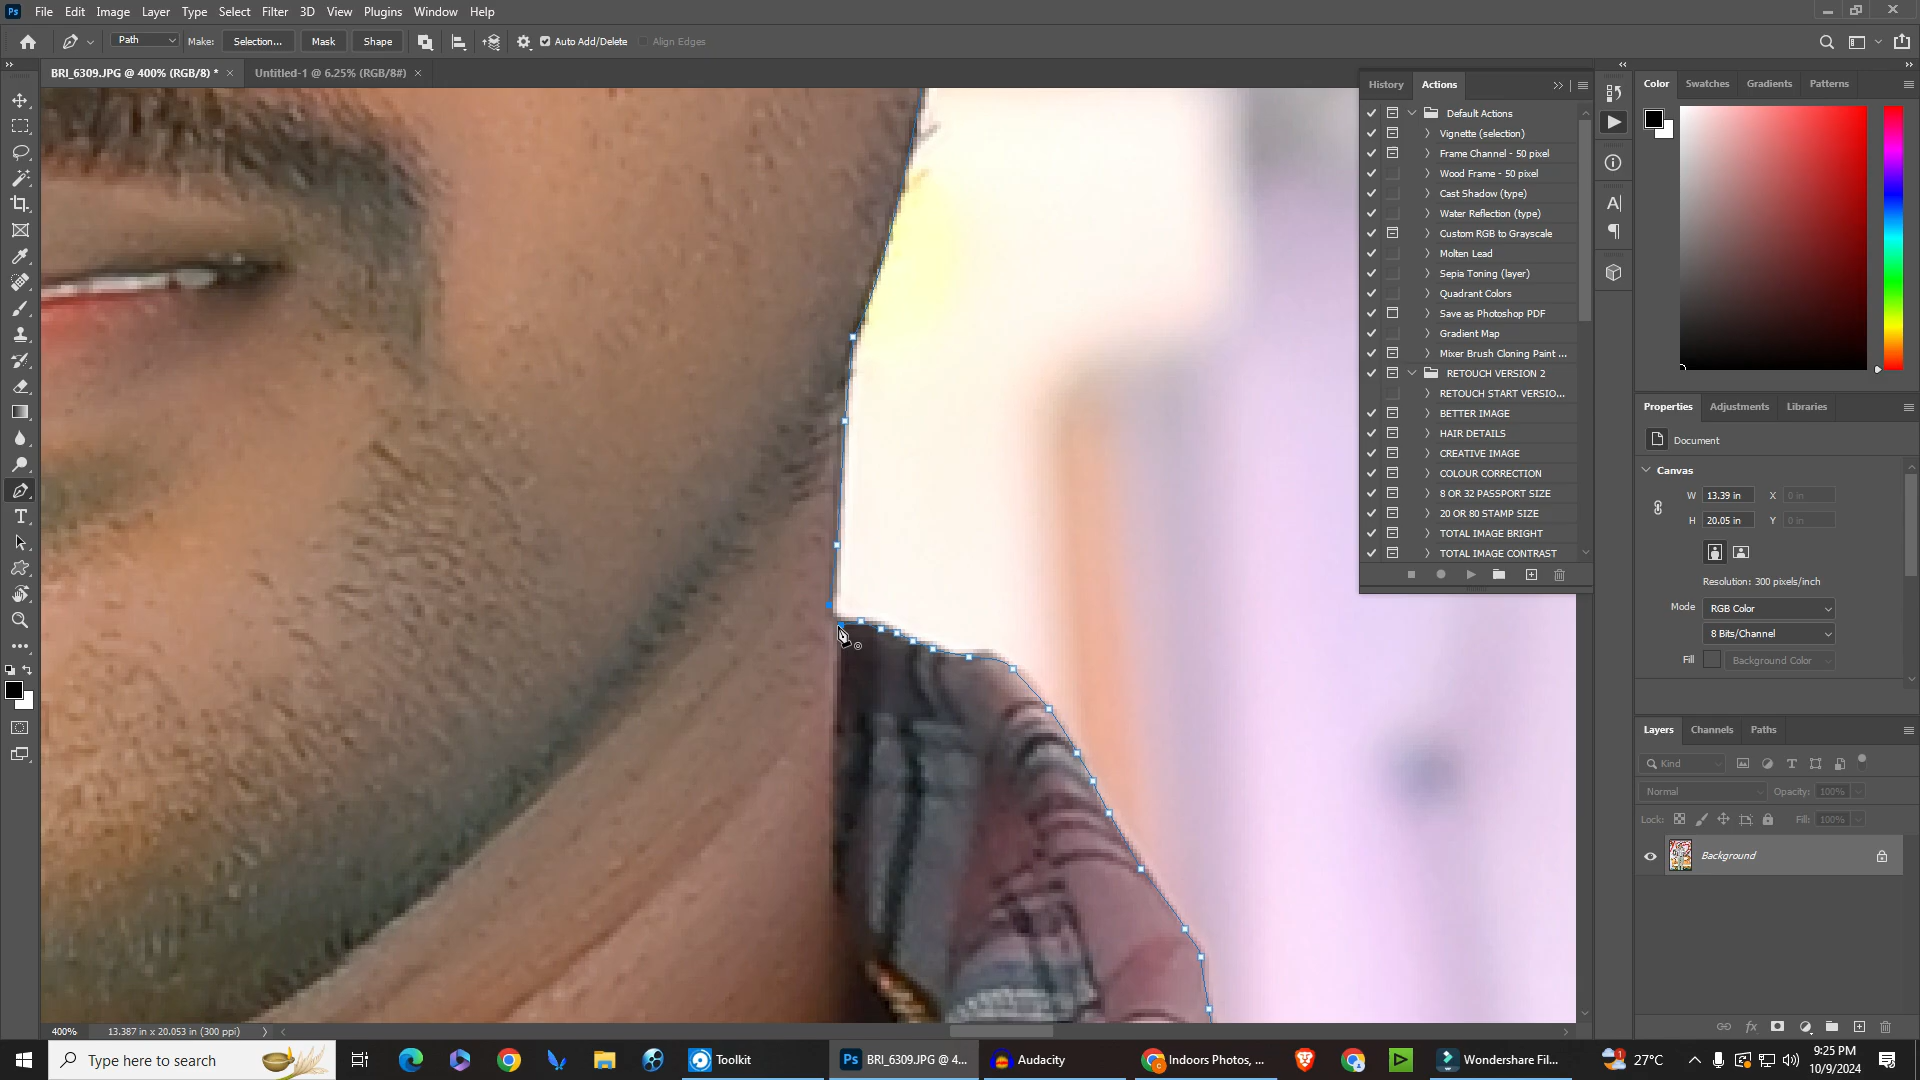 Ps File Edit Image Layer Type Select Filter 3D View Plugins Window Help
Path Make: Selection... Mask Shape Auto Add/Delete Align Edges
BRI_6309.JPG @ 400% (RGB/8) * × Untitled-1 @ 6.25% (RGB/8#) ×
History Actions
Default Actions
Vignette (selection)
Frame Channel - 50 pixel
Wood Frame - 50 pixel
Cast Shadow (type)
Water Reflection (type)
Custom RGB to Grayscale
Molten Lead
Sepia Toning (layer)
Quadrant Colors
Save as Photoshop PDF
Gradient Map
Mixer Brush Cloning Paint ...
RETOUCH VERSION 2
RETOUCH START VERSIO...
BETTER IMAGE
HAIR DETAILS
CREATIVE IMAGE
COLOUR CORRECTION
8 OR 32 PASSPORT SIZE
20 OR 80 STAMP SIZE
TOTAL IMAGE BRIGHT
TOTAL IMAGE CONTRAST
Color Swatches Gradients Patterns
Properties Adjustments Libraries
Document
Canvas
W 13.39 in X 0 in
H 20.05 in Y 0 in
Resolution: 300 pixels/inch
Mode RGB Color
8 Bits/Channel
Fill Background Color
Layers Channels Paths
Kind
Normal Opacity: 100%
Lock: Fill: 100%
Background
400% 13.387 in x 20.053 in (300 ppi)
Type here to search
Toolkit
Ps BRI_6309.JPG @ 4...
Audacity
Indoors Photos, ...
Wondershare Fil...
27°C
9:25 PM
10/9/2024